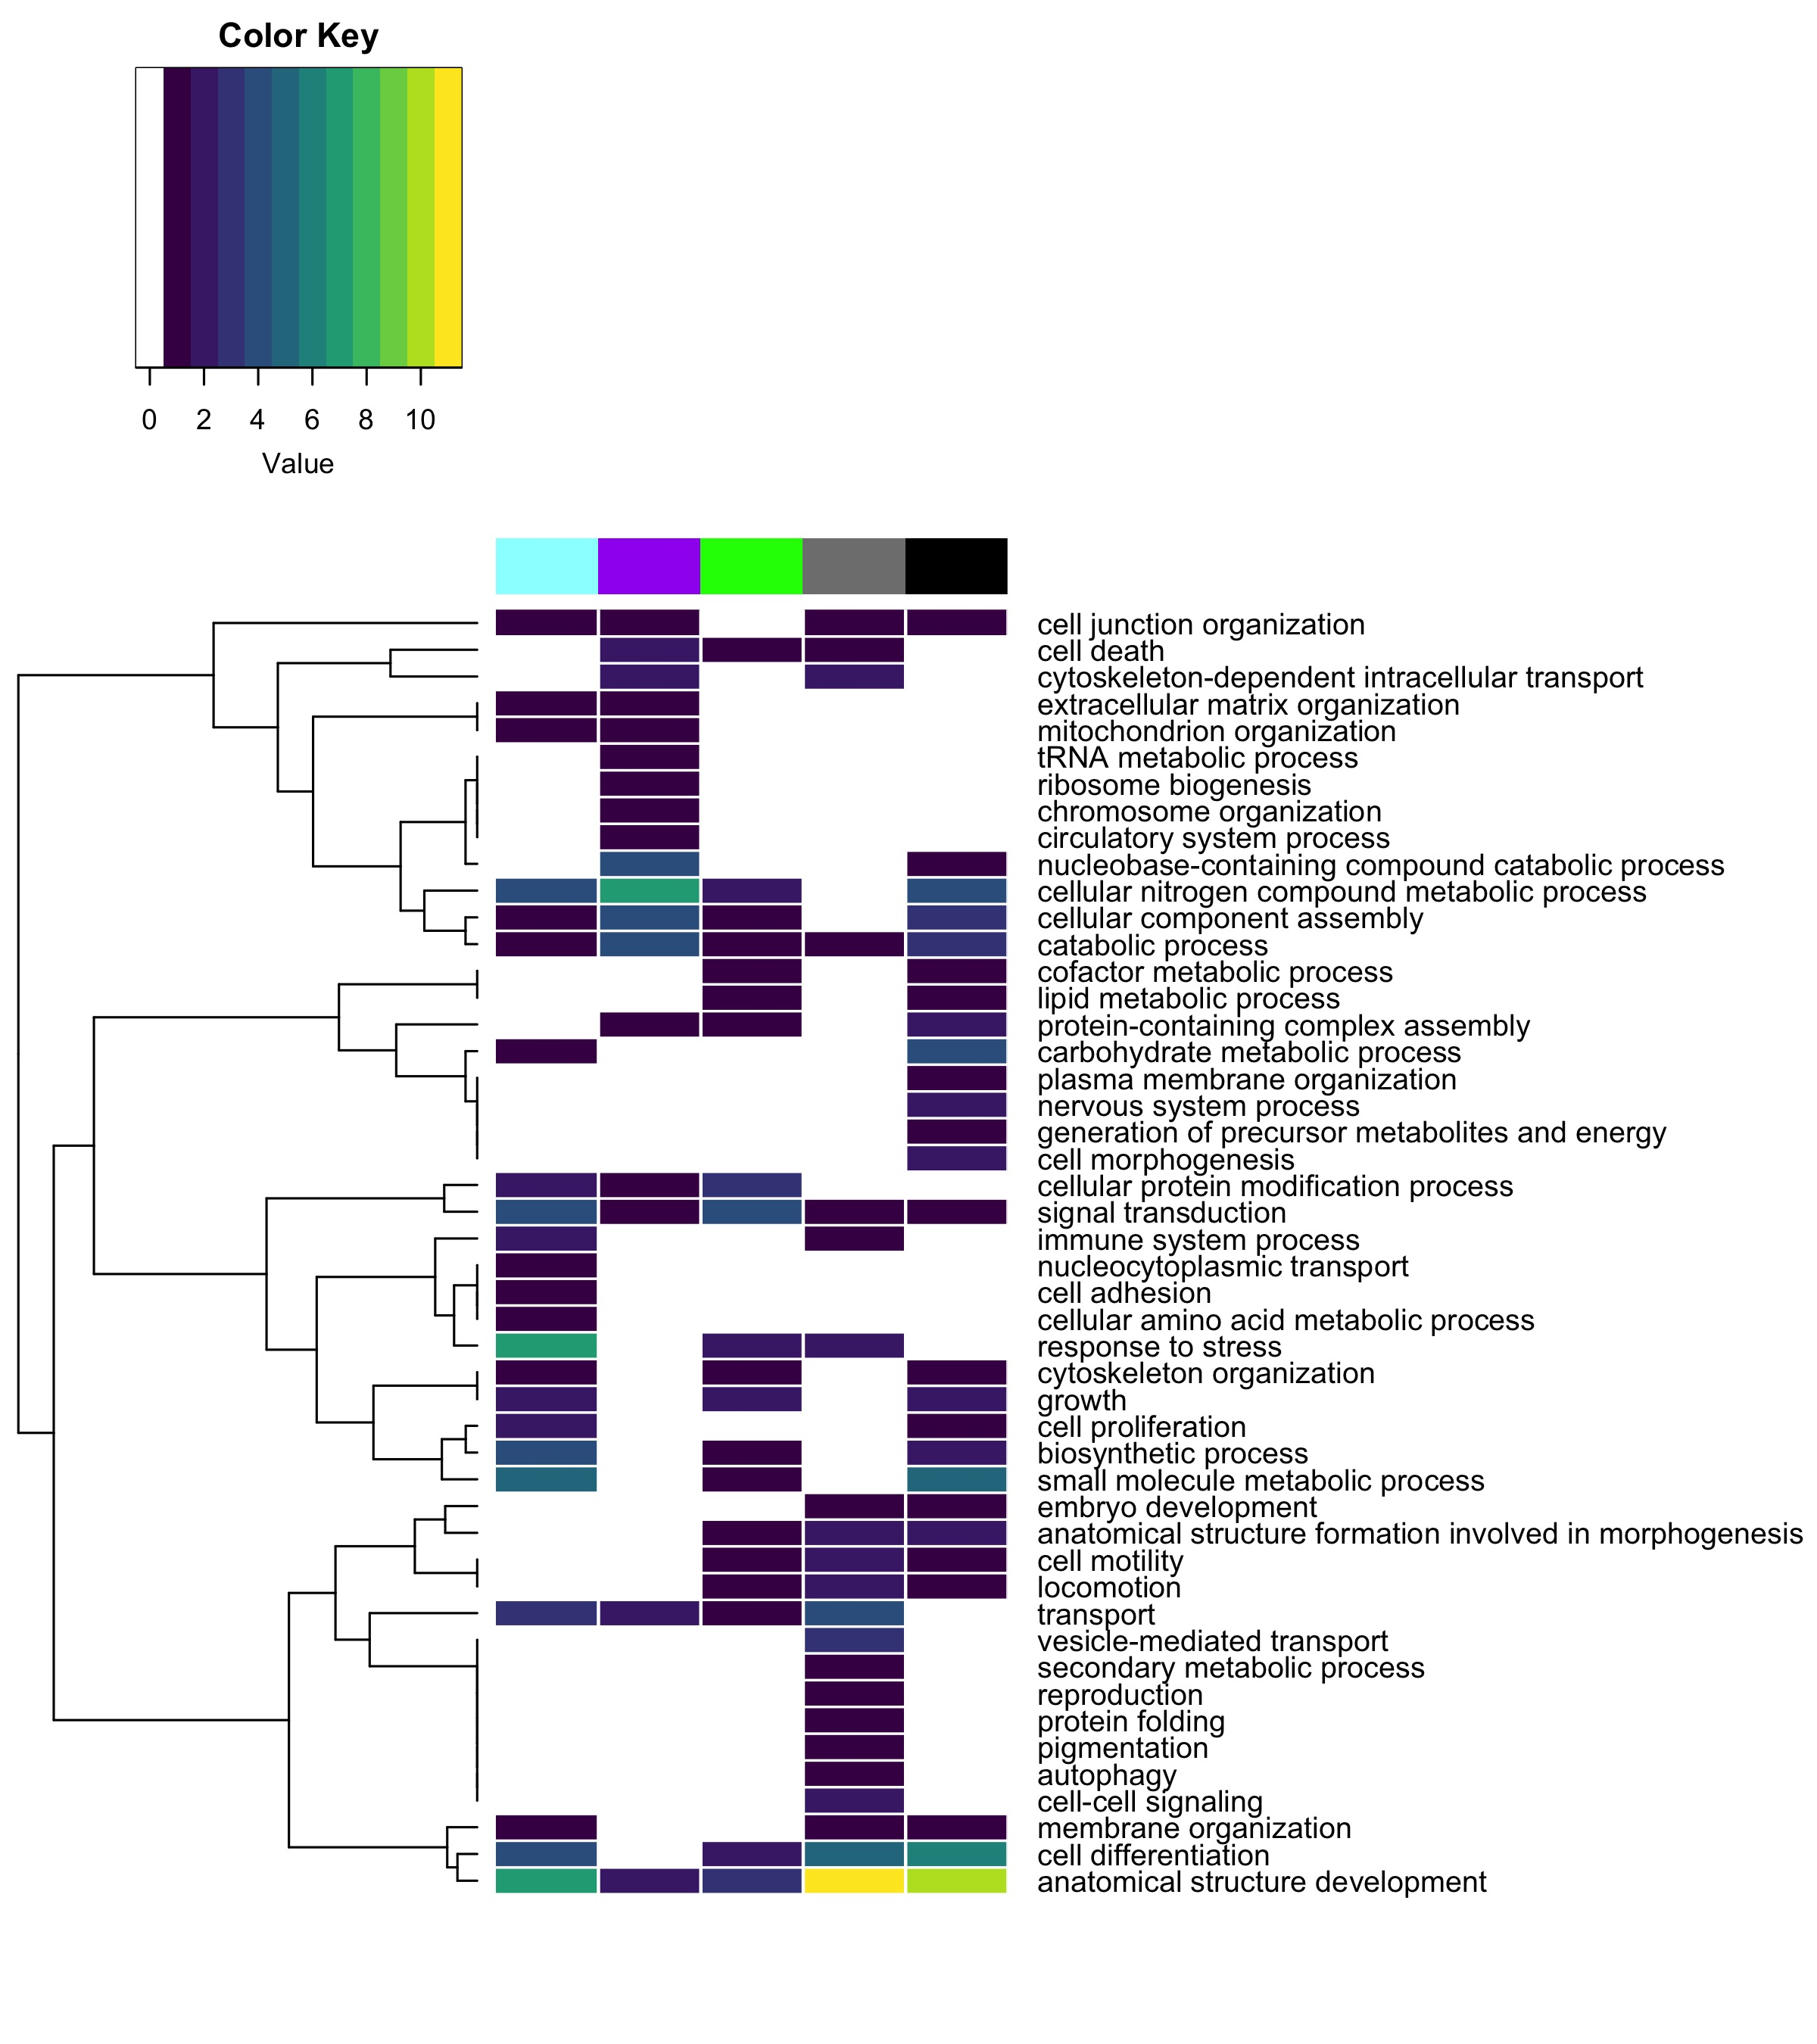 Color Key
0 2 4 6 8 10
Value
cell junction organization
cell death
cytoskeleton-dependent intracellular transport
extracellular matrix organization
mitochondrion organization
tRNA metabolic process
ribosome biogenesis
chromosome organization
circulatory system process
nucleobase-containing compound catabolic process
cellular nitrogen compound metabolic process
cellular component assembly
catabolic process
cofactor metabolic process
lipid metabolic process
protein-containing complex assembly
carbohydrate metabolic process
plasma membrane organization
nervous system process
generation of precursor metabolites and energy
cell morphogenesis
cellular protein modification process
signal transduction
immune system process
nucleocytoplasmic transport
cell adhesion
cellular amino acid metabolic process
response to stress
cytoskeleton organization
growth
cell proliferation
biosynthetic process
small molecule metabolic process
embryo development
anatomical structure formation involved in morphogenesis
cell motility
locomotion
transport
vesicle-mediated transport
secondary metabolic process
reproduction
protein folding
pigmentation
autophagy
cell-cell signaling
membrane organization
cell differentiation
anatomical structure development